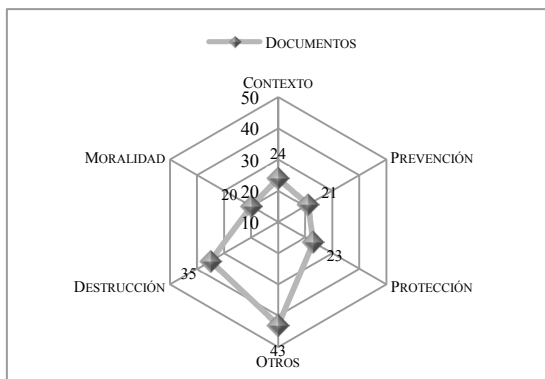 DOCUMENTOS
CONTEXTO
50
40
30
24
MORALIDAD
PREVENCIÓN
20
20
21
10
23
35
DESTRUCCIÓN
PROTECCIÓN
43
OTROS